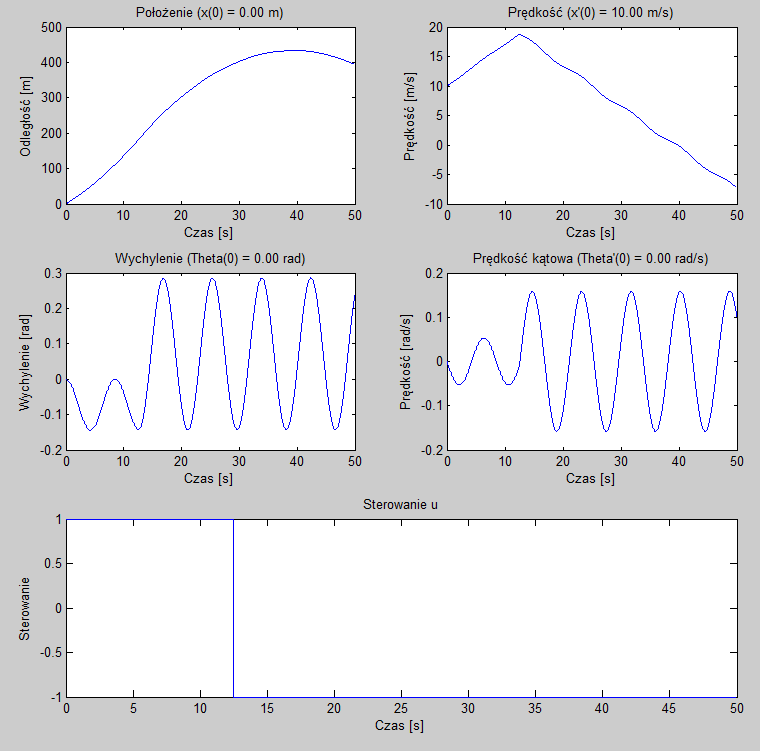 Położenie (x(0) = 0.00 m)
Odległość [m]
500
400
300
200
100
0
0 10 20 30 40 50
Czas [s]
Prędkość (x'(0) = 10.00 m/s)
Prędkość [m/s]
20
15
10
5
0
-5
-10
0 10 20 30 40 50
Czas [s]
Wychylenie (Theta(0) = 0.00 rad)
Wychylenie [rad]
0.3
0.2
0.1
0
-0.1
-0.2
0 10 20 30 40 50
Czas [s]
Prędkość kątowa (Theta'(0) = 0.00 rad/s)
Prędkość [rad/s]
0.2
0.1
0
-0.1
-0.2
0 10 20 30 40 50
Czas [s]
Sterowanie u
Sterowanie
1
0.5
0
-0.5
-1
0 5 10 15 20 25 30 35 40 45 50
Czas [s]